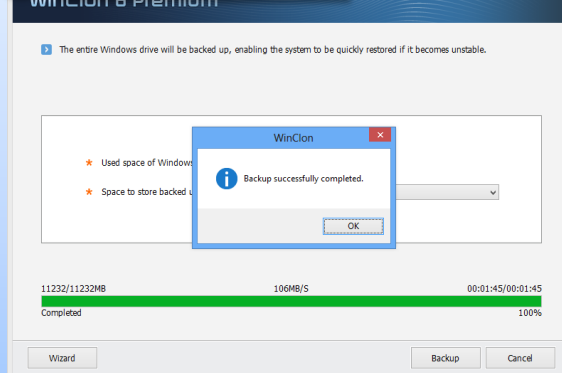 WinClon 6 Premium
The entire Windows drive will be backed up, enabling the system to be quickly restored if it becomes unstable.
WinClon
Used space of Windows
Backup successfully completed.
Space to store backed
OK
11232/11232MB 106MB/S 00:01:45/00:01:45
Completed 100%
Wizard Backup Cancel